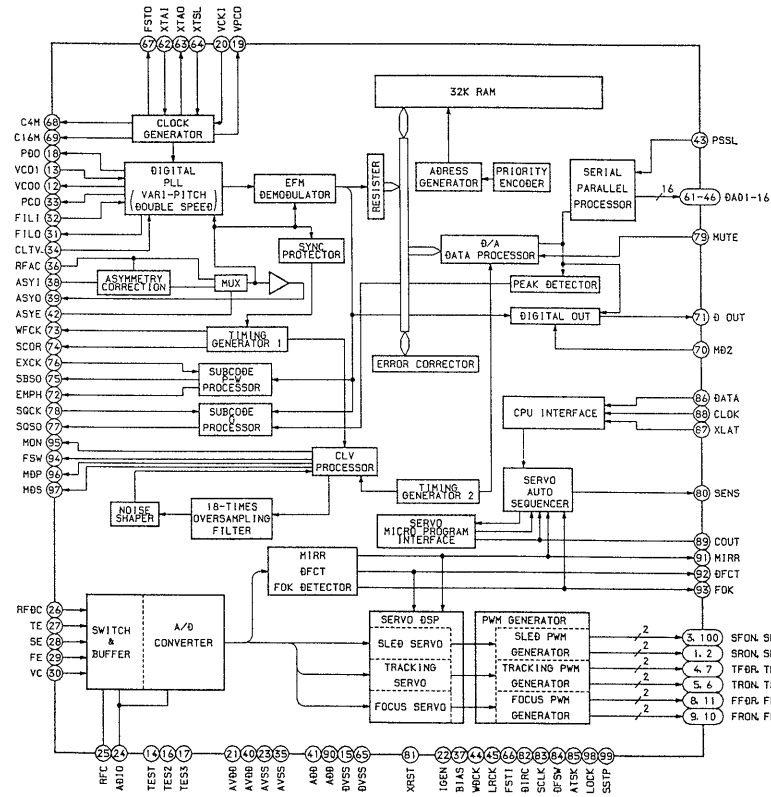 FSTO XTAI XTAO XTSL VCKI VPCO
67 62 63 64 20 19
32K RAM
C4M 68
C16M 69
CLOCK GENERATOR
PDO 18
VCO1 13
VCO0 12
PCO 33
FILI 32
FILO 31
CLTV 34
RFAC 36
ASYI 38
ASYO 39
ASYE 42
WFCK 73
SCOR 74
EXCK 76
SBSO 75
EMPH 72
SQCK 78
SQSO 77
MON 95
FSW 94
MDP 96
MDS 97
DIGITAL
PLL
( VARI-PITCH
DOUBLE SPEED )
EFM
DEMODULATOR
RESISTER
ADRESS
GENERATOR
PRIORITY
ENCODER
SERIAL
PARALLEL
PROCESSOR
16
43 PSSL
61-46 DA01-16
SYNC
PROTECTOR
D/A
DATA PROCESSOR
79 MUTE
ASYMMETRY
CORRECTION
MUX
PEAK DETECTOR
DIGITAL OUT
71 D OUT
70 MD2
TIMING
GENERATOR 1
ERROR CORRECTOR
SUBCODE
P-W
PROCESSOR
SUBCODE
Q
PROCESSOR
CPU INTERFACE
86 DATA
88 CLOK
87 XLAT
CLV
PROCESSOR
TIMING
GENERATOR 2
SERVO
AUTO
SEQUENCER
80 SENS
NOISE
SHAPER
18-TIMES
OVERSAMPLING
FILTER
SERVO
MICRO PROGRAM
INTERFACE
89 COUT
91 MIRR
92 DFCT
93 FOK
MIRR
DFCT
FOK DETECTOR
RFDC 26
TE 27
SE 28
FE 29
VC 30
SWITCH
&
BUFFER
A/D
CONVERTER
SERVO DSP
SLED SERVO
TRACKING
SERVO
FOCUS SERVO
PWM GENERATOR
SLED PWM
GENERATOR
TRACKING PWM
GENERATOR
FOCUS PWM
GENERATOR
2 3. 100 SFON. S
1. 2 SRON. S
2 4. 7 TFDR. T
5. 6 TRON. T
2 8. 11 FFDR. F
2 9. 10 FRON. F
25 24 14 16 17 21 40 23 35 41 90 15 65 81 22 37 44 45 66 82 83 84 85 98 99
RFC ADIO TEST TES2 TES3 AVDD AVDD AVSS AVSS ADD ADD DVSS DVSS XRST IGEN BIAS WDCK LRCK FSTI DIRC SCLK DFSW ATSK LOCK SSTP